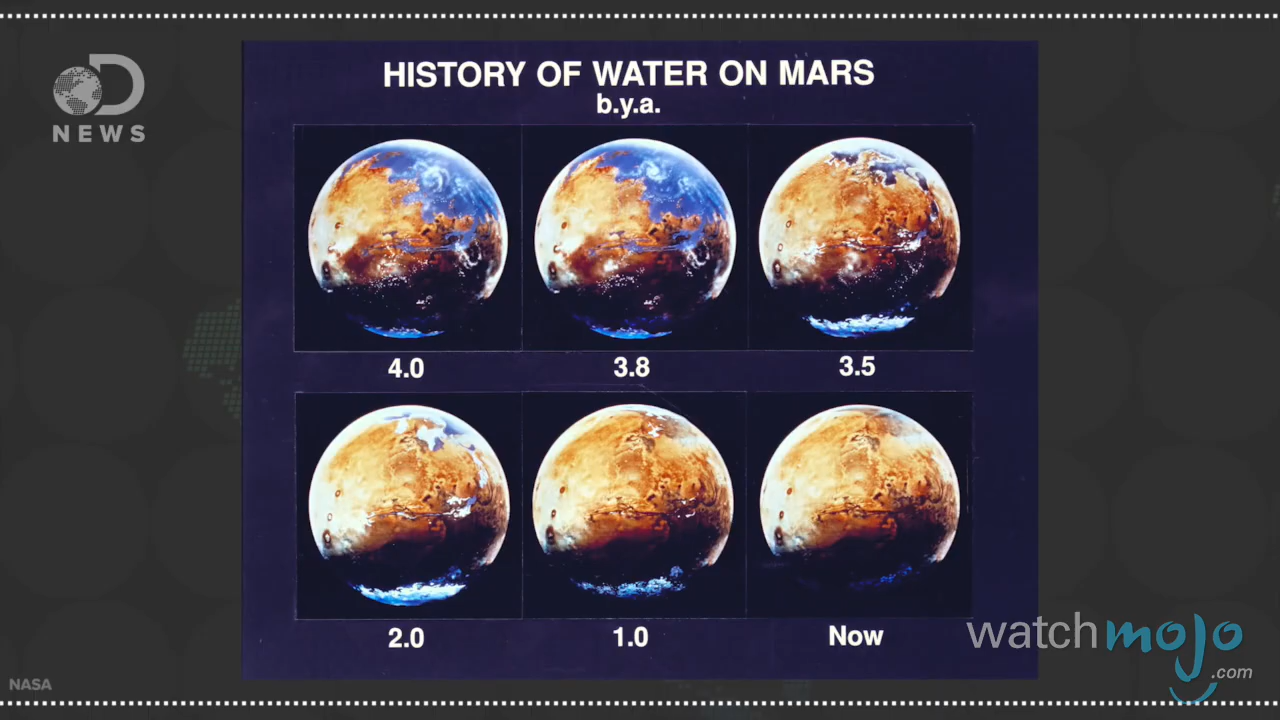 NEWS
HISTORY OF WATER ON MARS
b.y.a.
4.0
3.8
3.5
2.0
1.0
Now
watchmojo
.com
NASA